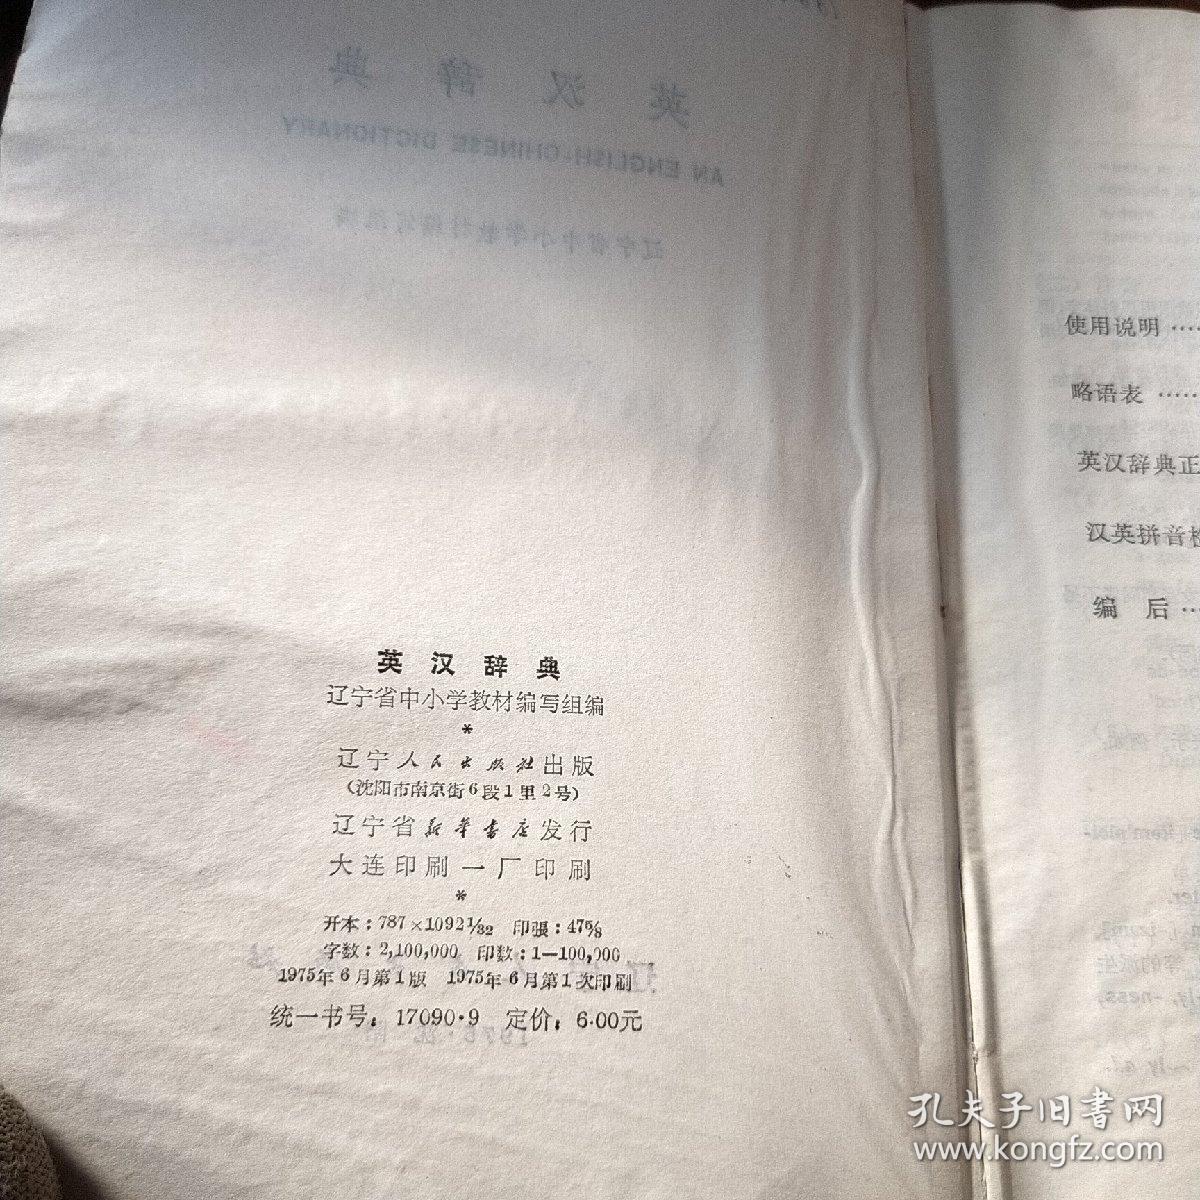 英汉辞典
辽宁省中小学教材编写组编
*
辽宁人民出版社出版
（沈阳市南京街6段1里2号）
辽宁省新华书店发行
大连印刷一厂印刷
*
开本：787×1092 1/32 印张：47⅝
字数：2,100,000 印数：1—100,000
1975年6月第1版 1975年6月第1次印刷
统一书号：17090·9 定价：6.00元
使用说明……
略语表……
英汉辞典正
汉英拼音检
编后…
英汉辞典
AN ENGLISH-CHINESE DICTIONARY
辽宁省中小学教材编写组编
孔夫子旧书网
www.kongfz.com